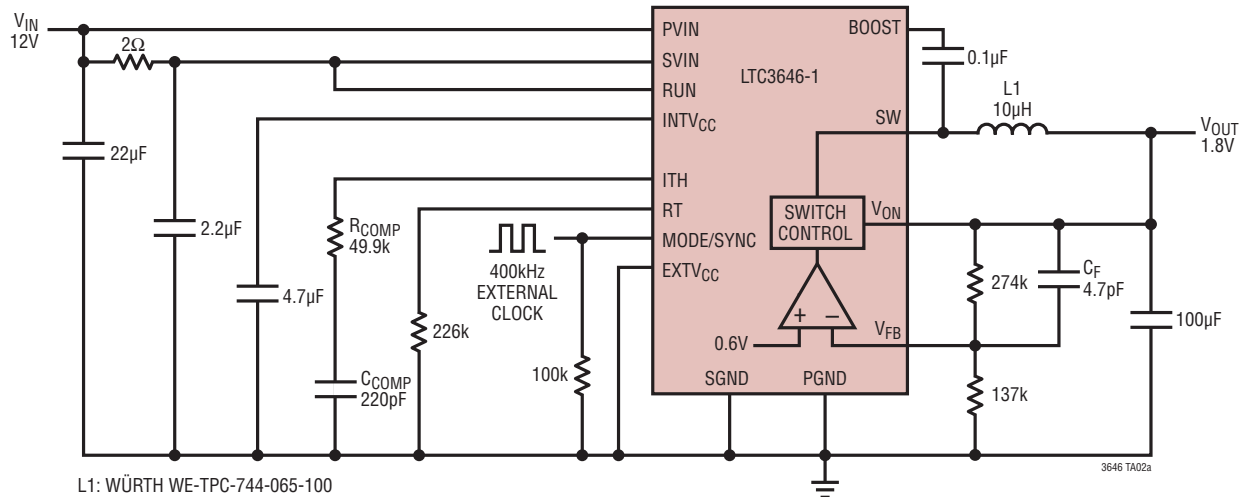 VIN
12V
2Ω
22µF
2.2µF
4.7µF
RCOMP
49.9k
CCOMP
220pF
226k
400kHz
EXTERNAL
CLOCK
100k
PVIN
SVIN
RUN
INTVCC
ITH
RT
MODE/SYNC
EXTVCC
LTC3646-1
BOOST
SW
SWITCH
CONTROL
VON
+
–
0.6V
VFB
SGND
PGND
0.1µF
L1
10µH
VOUT
1.8V
274k
CF
4.7pF
100µF
137k
3646 TA02a
L1: WÜRTH WE-TPC-744-065-100